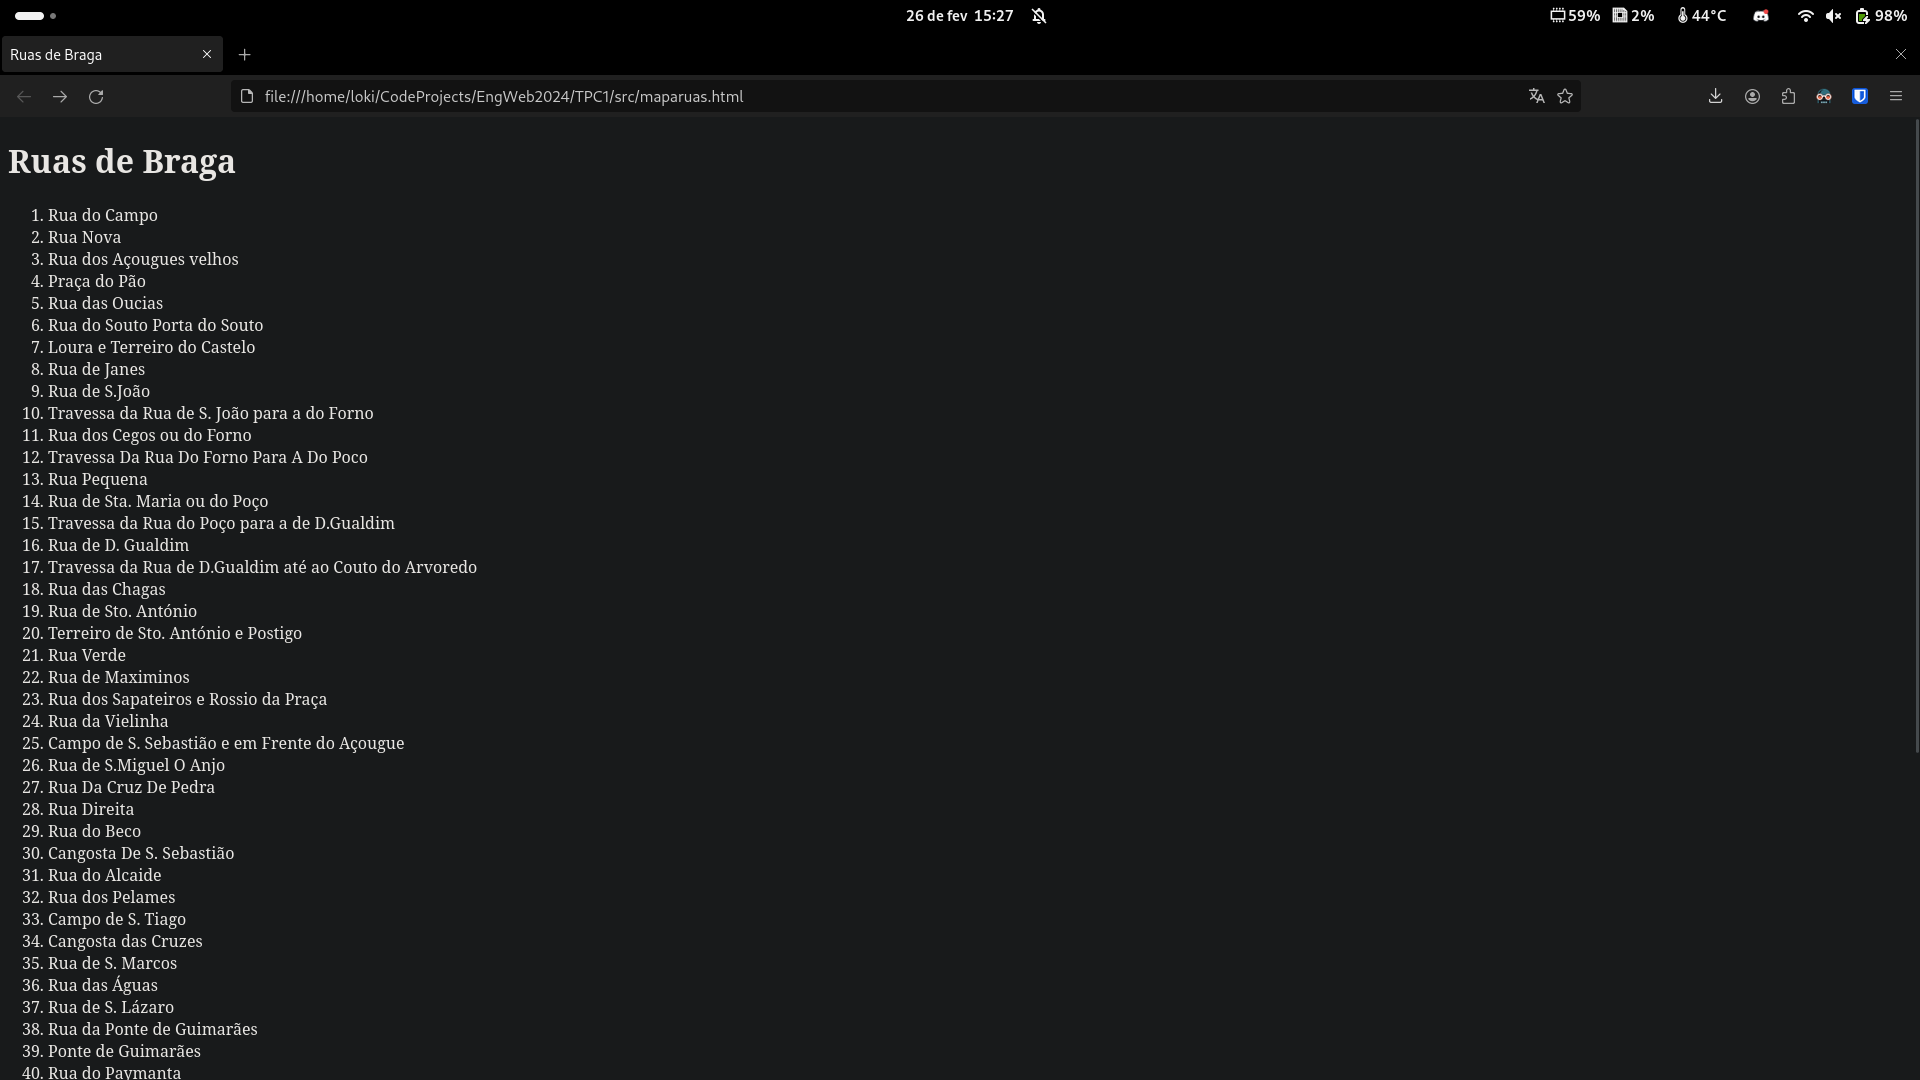 26 de fev 15:27
59% 2% 44°C 98%
Ruas de Braga
file:///home/loki/CodeProjects/EngWeb2024/TPC1/src/maparuas.html
Ruas de Braga
1. Rua do Campo
2. Rua Nova
3. Rua dos Açougues velhos
4. Praça do Pão
5. Rua das Oucias
6. Rua do Souto Porta do Souto
7. Loura e Terreiro do Castelo
8. Rua de Janes
9. Rua de S.João
10. Travessa da Rua de S. João para a do Forno
11. Rua dos Cegos ou do Forno
12. Travessa Da Rua Do Forno Para A Do Poco
13. Rua Pequena
14. Rua de Sta. Maria ou do Poço
15. Travessa da Rua do Poço para a de D.Gualdim
16. Rua de D. Gualdim
17. Travessa da Rua de D.Gualdim até ao Couto do Arvoredo
18. Rua das Chagas
19. Rua de Sto. António
20. Terreiro de Sto. António e Postigo
21. Rua Verde
22. Rua de Maximinos
23. Rua dos Sapateiros e Rossio da Praça
24. Rua da Vielinha
25. Campo de S. Sebastião e em Frente do Açougue
26. Rua de S.Miguel O Anjo
27. Rua Da Cruz De Pedra
28. Rua Direita
29. Rua do Beco
30. Cangosta De S. Sebastião
31. Rua do Alcaide
32. Rua dos Pelames
33. Campo de S. Tiago
34. Cangosta das Cruzes
35. Rua de S. Marcos
36. Rua das Águas
37. Rua de S. Lázaro
38. Rua da Ponte de Guimarães
39. Ponte de Guimarães
40. Rua do Paymanta